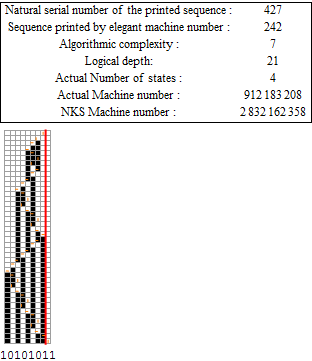 Natural serial number of the printed sequence : 427
Sequence printed by elegant machine number : 242
Algorithmic complexity : 7
Logical depth: 21
Actual Number of states : 4
Actual Machine number : 912 183 208
NKS Machine number : 2 832 162 358
10101011